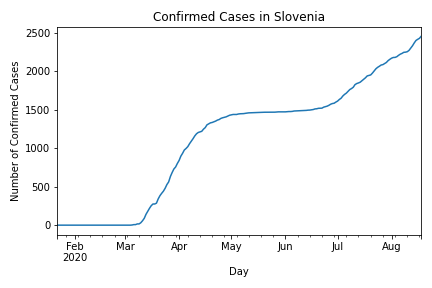 Confirmed Cases in Slovenia
2500
2000
1500
1000
500
0
Number of Confirmed Cases
Feb Mar Apr May Jun Jul Aug
2020
Day